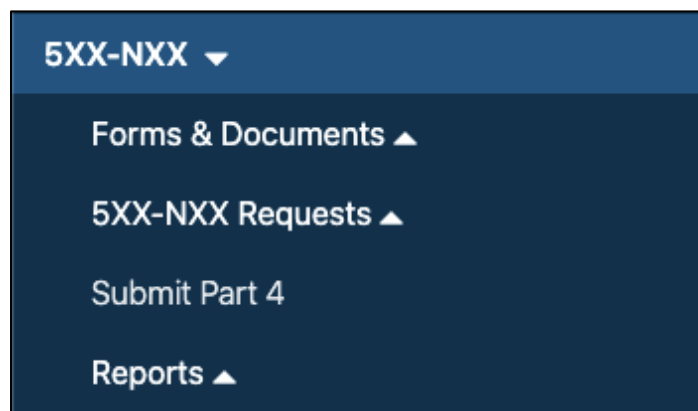 5XX-NXX
Forms & Documents
5XX-NXX Requests
Submit Part 4
Reports